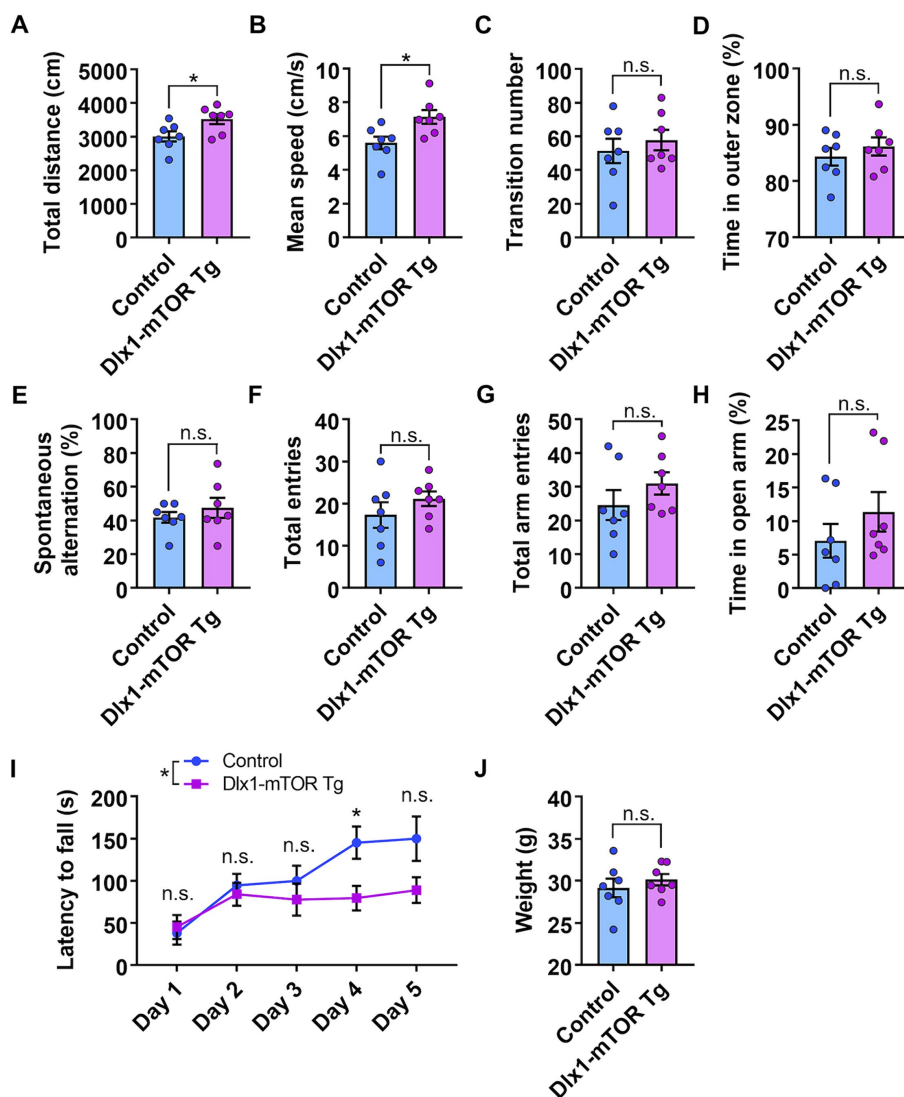 A
Total distance (cm)
5000
4000
3000
2000
1000
0
*
Control
Dlx1-mTOR Tg
B
Mean speed (cm/s)
10
8
6
4
2
0
*
Control
Dlx1-mTOR Tg
C
Transition number
100
80
60
40
20
0
n.s.
Control
Dlx1-mTOR Tg
D
Time in outer zone (%)
100
90
80
70
n.s.
Control
Dlx1-mTOR Tg
E
Spontaneous
alternation (%)
100
80
60
40
20
0
n.s.
Control
Dlx1-mTOR Tg
F
Total entries
40
30
20
10
0
n.s.
Control
Dlx1-mTOR Tg
G
Total arm entries
50
40
30
20
10
0
n.s.
Control
Dlx1-mTOR Tg
H
Time in open arm (%)
25
20
15
10
5
0
n.s.
Control
Dlx1-mTOR Tg
I
* Control
Dlx1-mTOR Tg
Latency to fall (s)
200
150
100
50
0
n.s.
n.s.
n.s.
*
n.s.
Day 1
Day 2
Day 3
Day 4
Day 5
J
Weight (g)
40
35
30
25
20
n.s.
Control
Dlx1-mTOR Tg